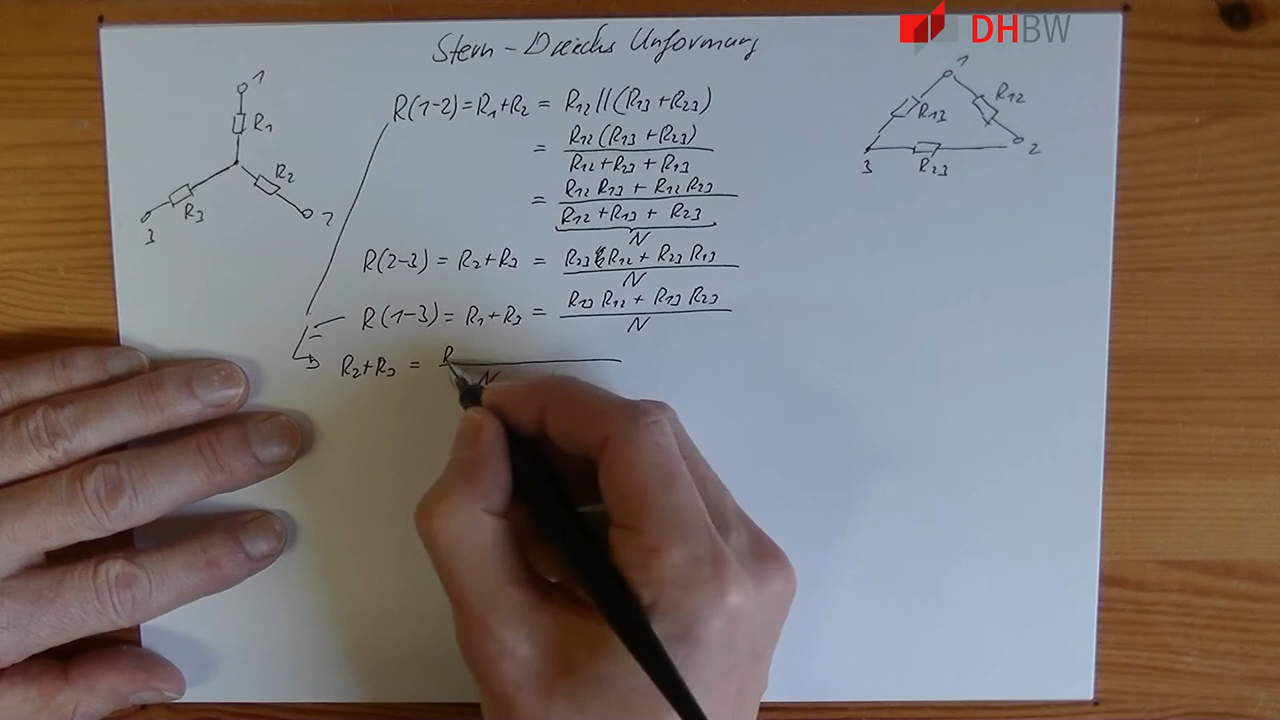 DHBW
Stern-Dreiecks Umformung
1
R1
R2
R3
2
3
R(1-2) = R1+R2 = R12 || (R13 + R23)
= R12 (R13 + R23) / R12 + R23 + R13
= R12 R13 + R12 R23 / R12 + R13 + R23
N
R(2-3) = R2+R3 = R23 R12 + R23 R13 / N
R(1-3) = R1+R3 = R13 R12 + R13 R23 / N
R2+R3 = R / N
1
R13
R12
3
R23
2